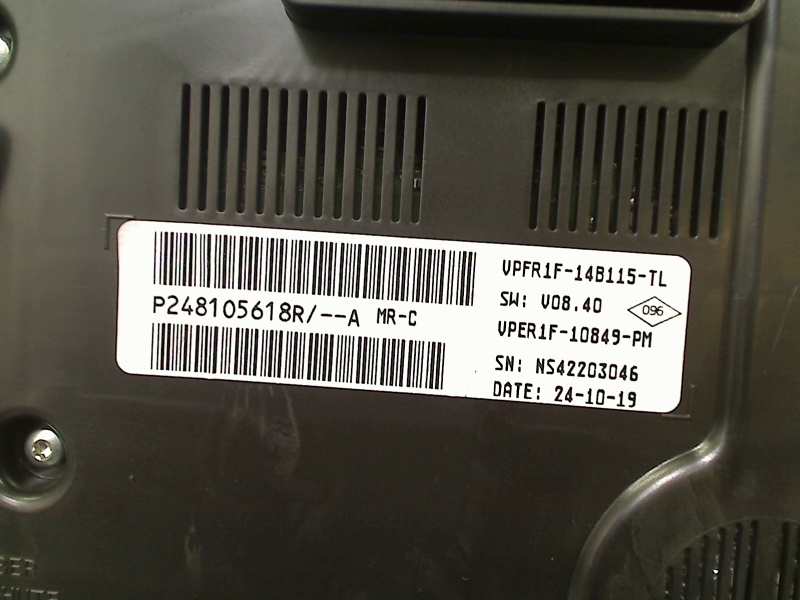 P248105618R/--A MR-C
VPFR1F-14B115-TL
SW: V08.40
096
VPER1F-10849-PM
SN: NS42203046
DATE: 24-10-19